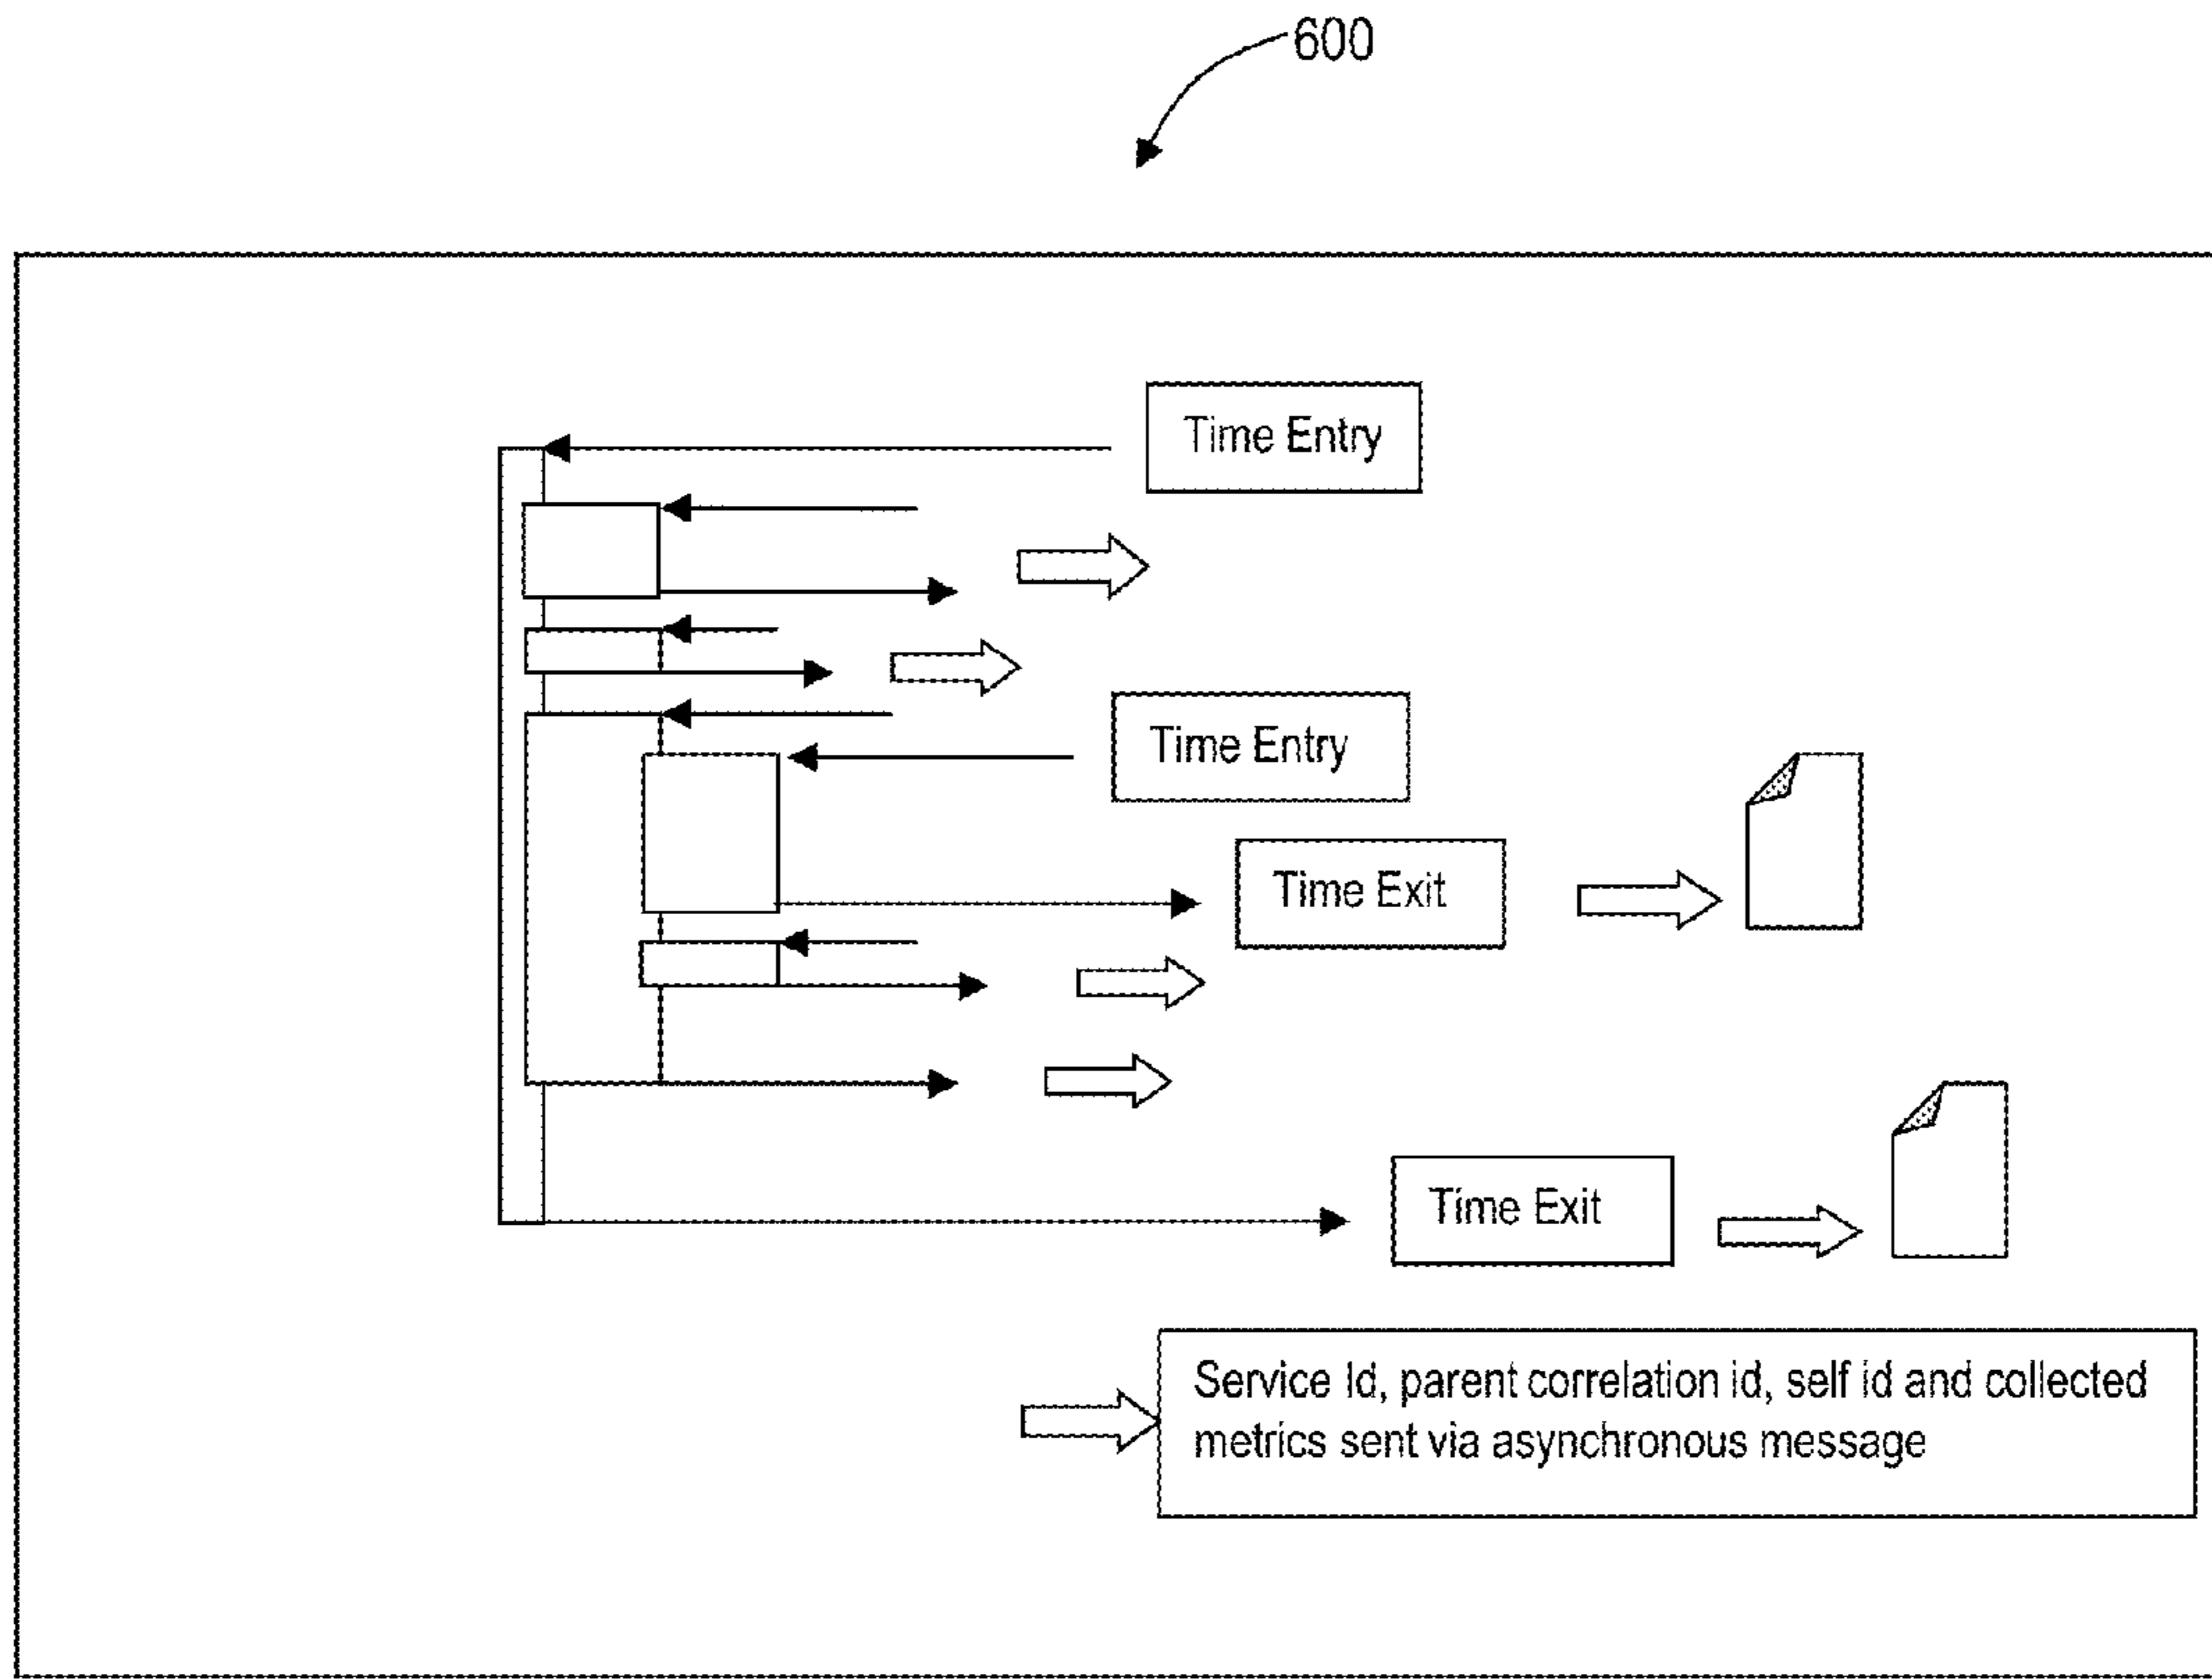 600
Time Entry
Time Entry
Time Exit
Time Exit
Service Id, parent correlation id, self id and collected
metrics sent via asynchronous message